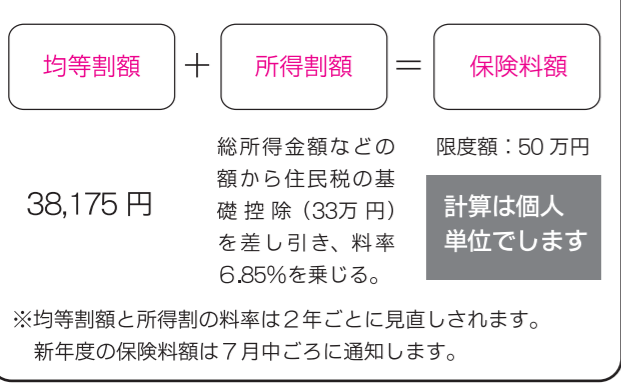 均等割額＋所得割額＝保険料額
38,175 円
総所得金額などの
額から住民税の基
礎控除（33万円）
を差し引き、料率
6.85％を乗じる。
限度額：50 万円
計算は個人
単位でします
※均等割額と所得割の料率は２年ごとに見直しされます。
新年度の保険料額は７月中ごろに通知します。